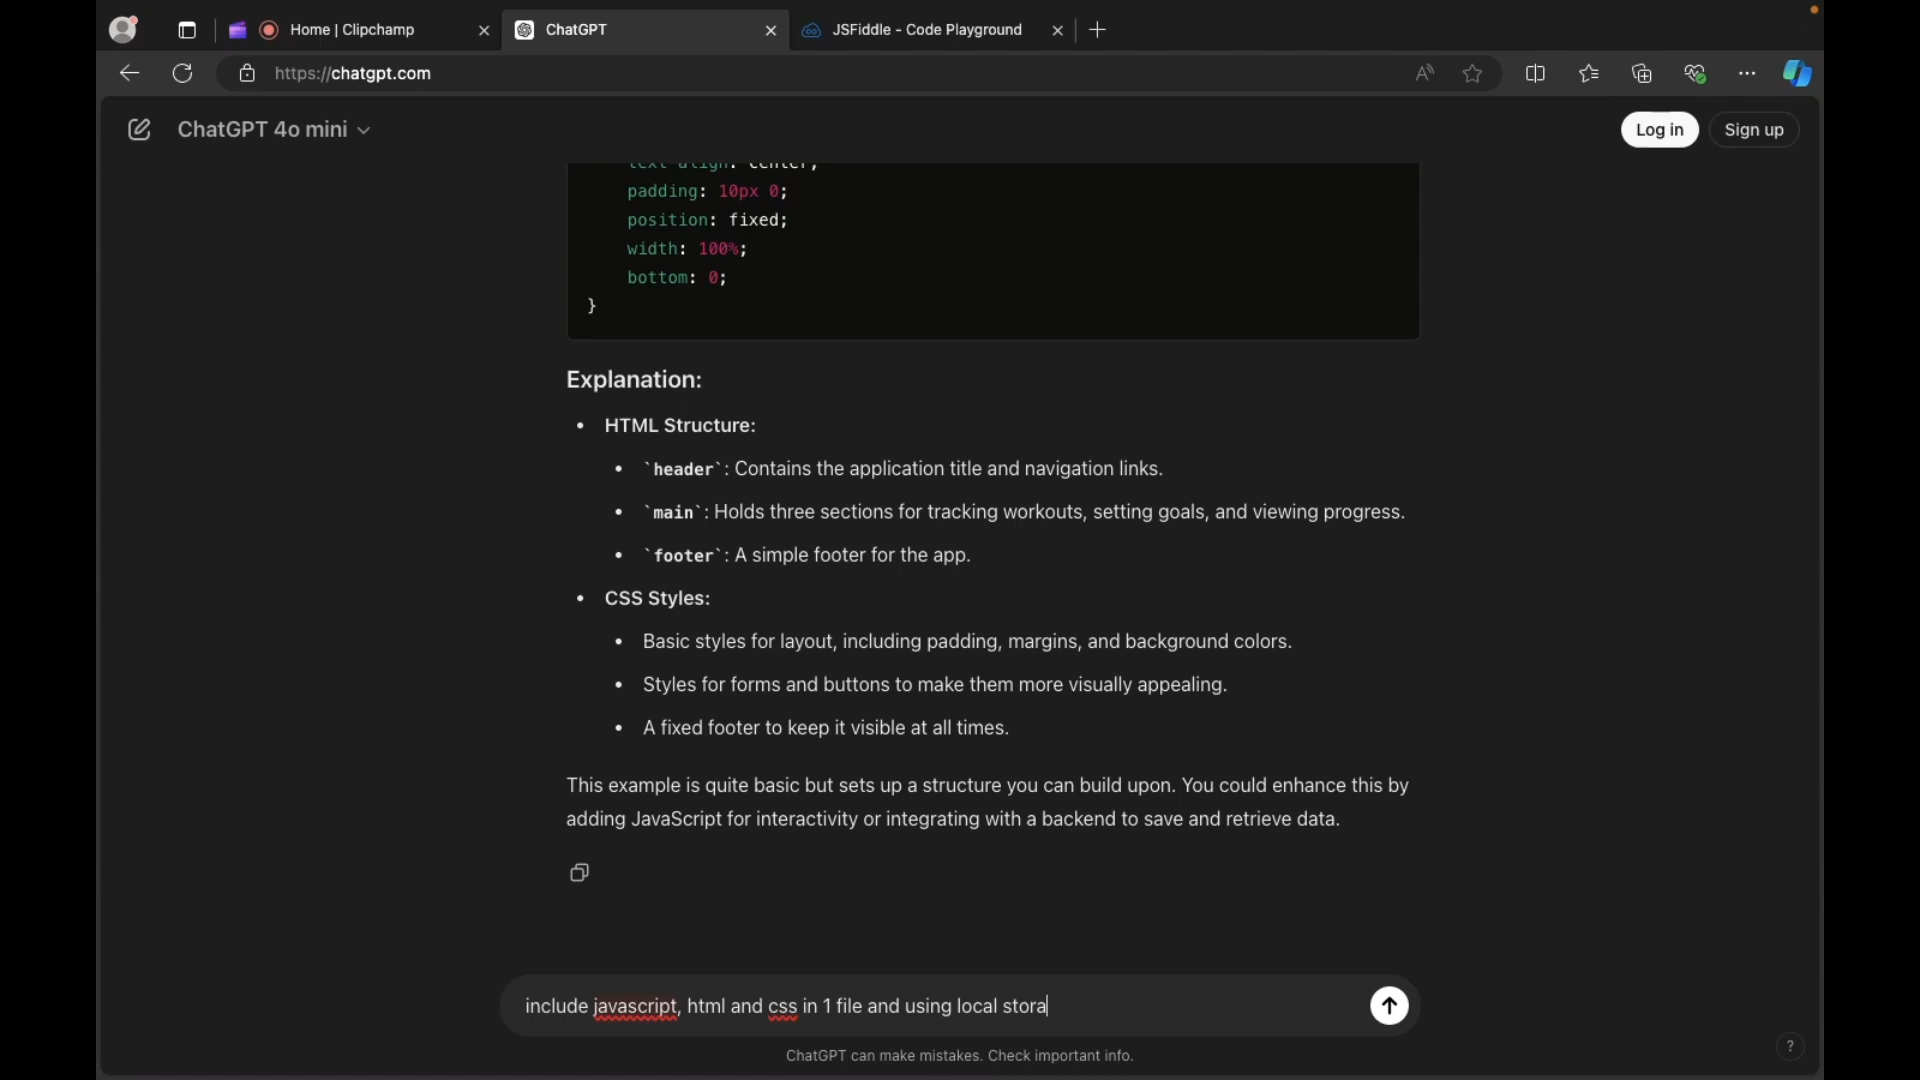 Home | Clipchamp
ChatGPT
JSFiddle - Code Playground
https://chatgpt.com
ChatGPT 4o mini
Log in
Sign up
text-align: center;
padding: 10px 0;
position: fixed;
width: 100%;
bottom: 0;
}
Explanation:
• HTML Structure:
• `header`: Contains the application title and navigation links.
• `main`: Holds three sections for tracking workouts, setting goals, and viewing progress.
• `footer`: A simple footer for the app.
• CSS Styles:
• Basic styles for layout, including padding, margins, and background colors.
• Styles for forms and buttons to make them more visually appealing.
• A fixed footer to keep it visible at all times.
This example is quite basic but sets up a structure you can build upon. You could enhance this by
adding JavaScript for interactivity or integrating with a backend to save and retrieve data.
include javascript, html and css in 1 file and using local stora
ChatGPT can make mistakes. Check important info.
?